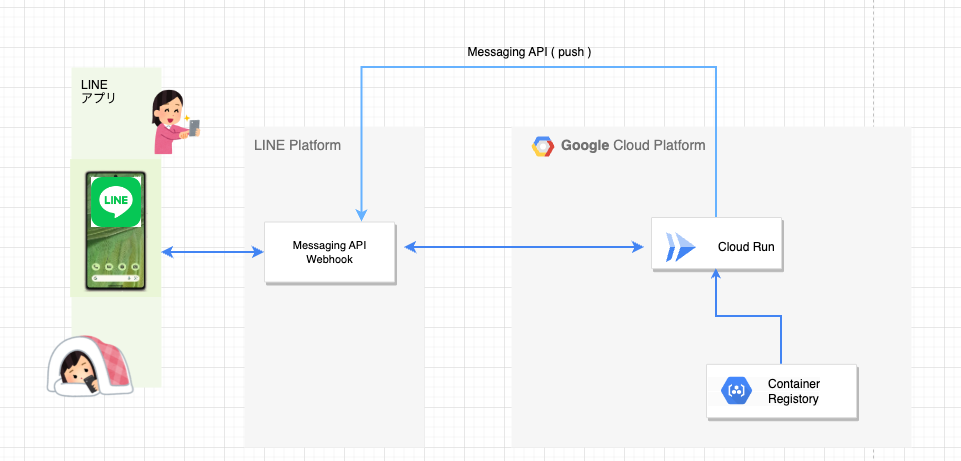 Messaging API ( push )
LINE
アプリ
LINE Platform
Google Cloud Platform
LINE
Messaging API
Webhook
Cloud Run
Container
Registory